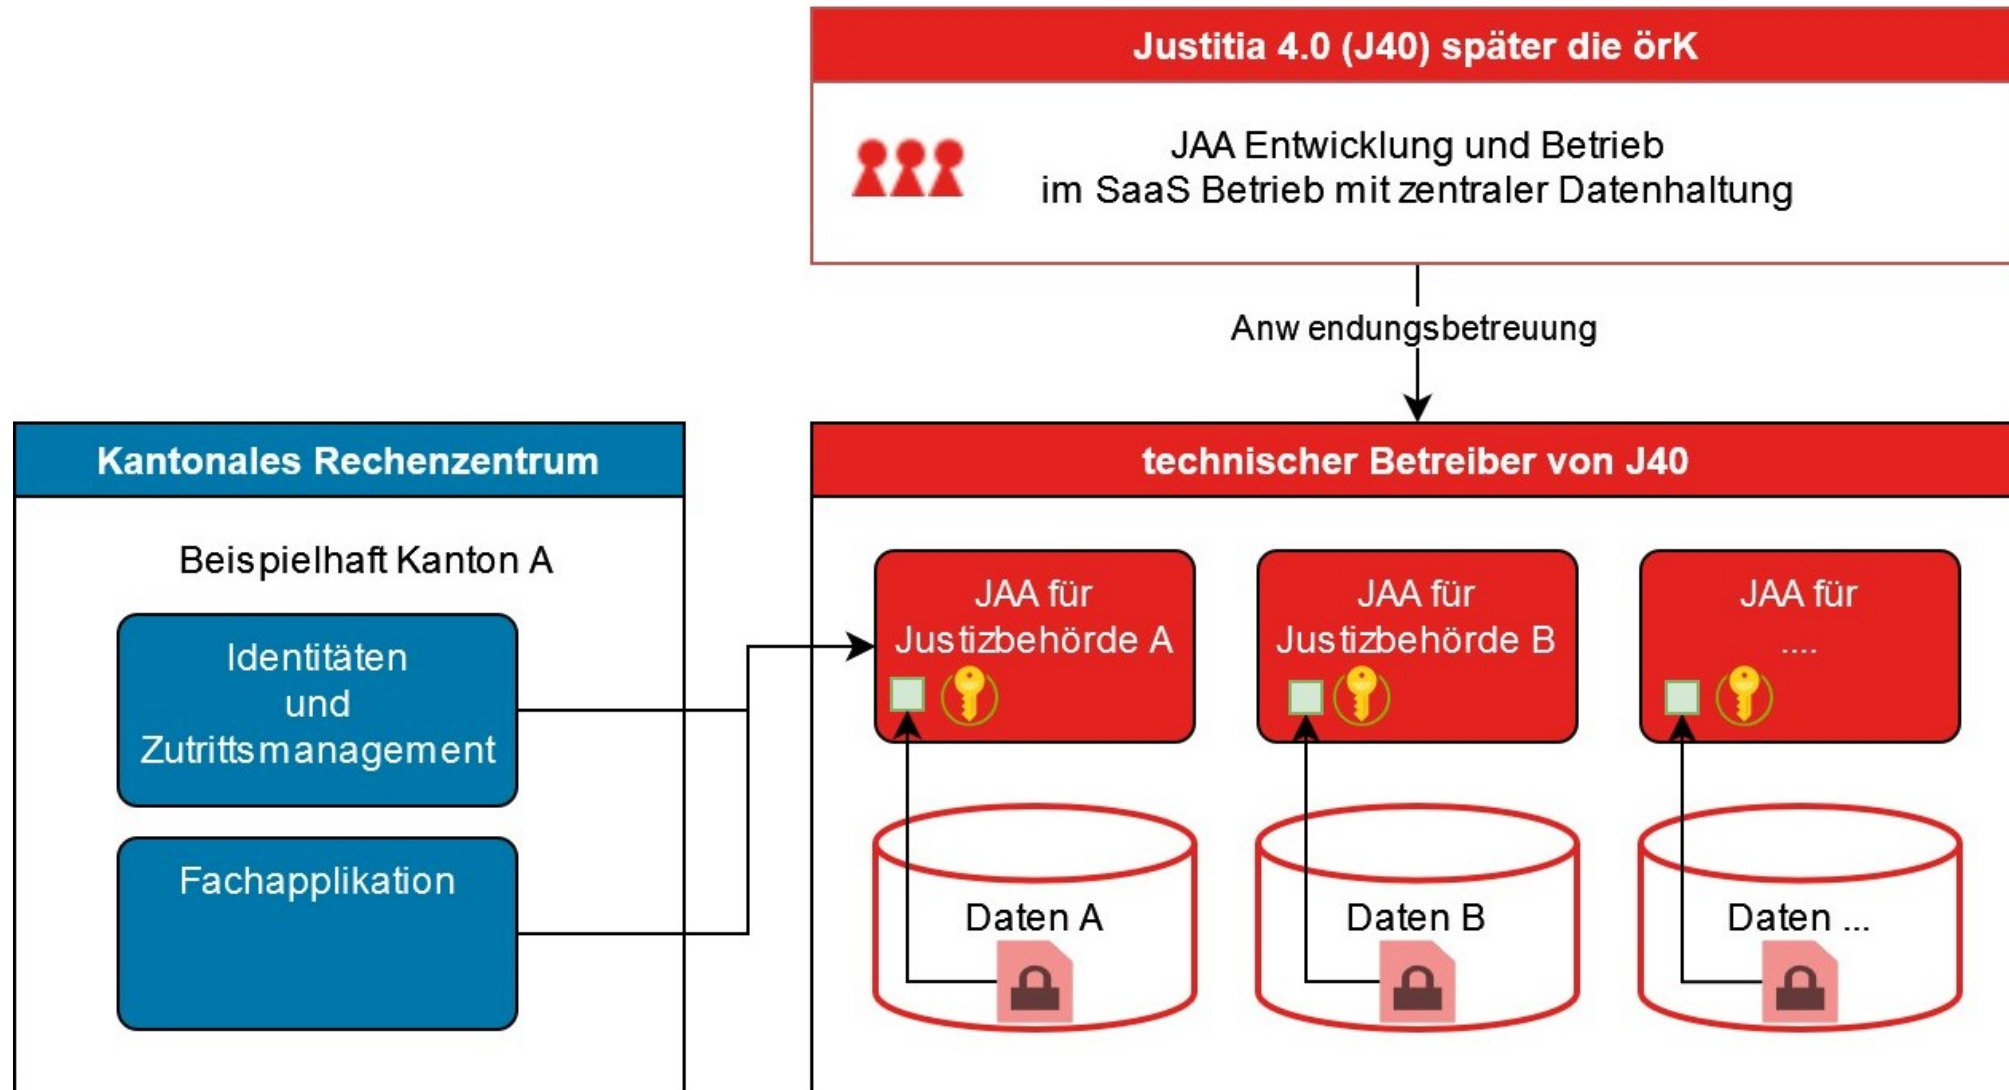 Justitia 4.0 (J40) später die örK
JAA Entwicklung und Betrieb
im SaaS Betrieb mit zentraler Datenhaltung
Anw endungsbetreuung
Kantonales Rechenzentrum
Beispielhaft Kanton A
Identitäten
und
Zutrittsmanagement
Fachapplikation
technischer Betreiber von J40
JAA für
Justizbehörde A
JAA für
Justizbehörde B
JAA für
....
Daten A
Daten B
Daten ...